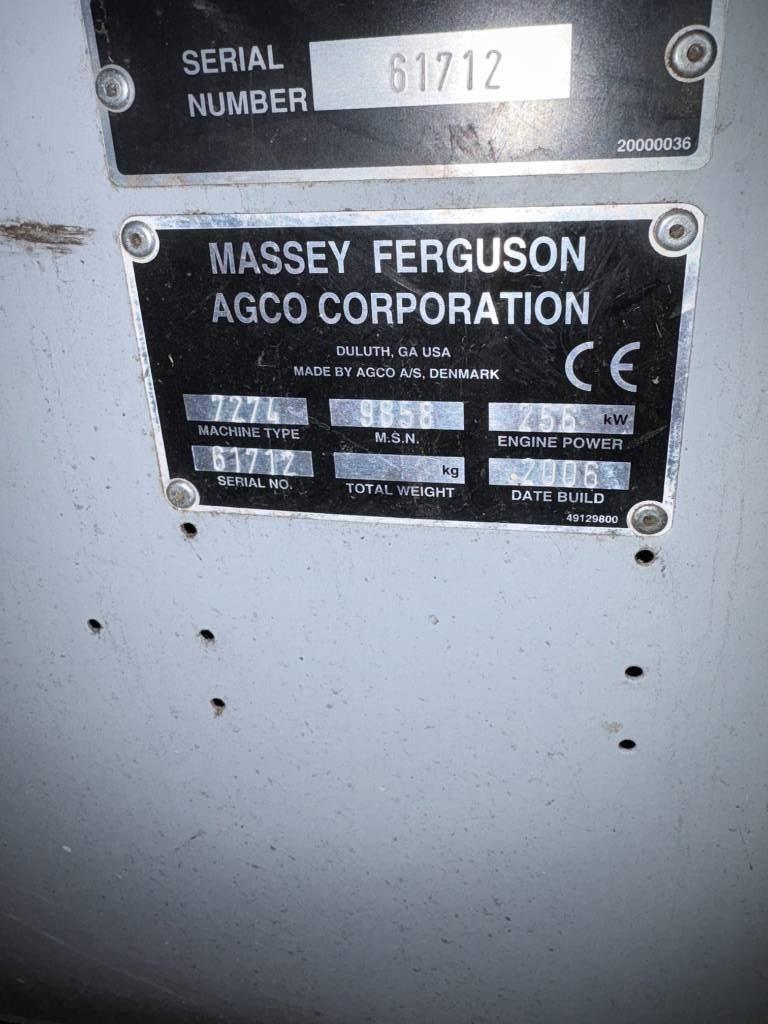 SERIAL NUMBER 61712
20000036
MASSEY FERGUSON
AGCO CORPORATION
DULUTH, GA USA
MADE BY AGCO A/S, DENMARK
CE
7274 9858 256 kW
MACHINE TYPE M.S.N. ENGINE POWER
61712 kg 2006
SERIAL NO. TOTAL WEIGHT DATE BUILD
49129800